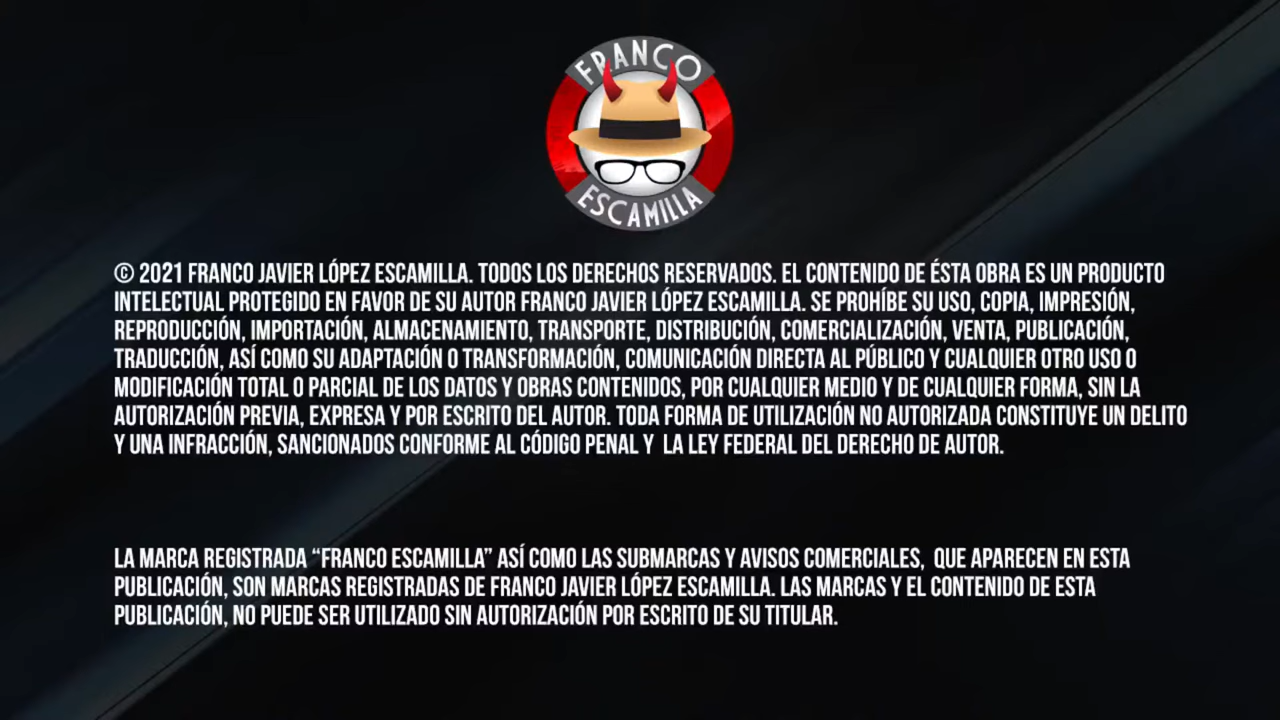 FRANCO
ESCAMILLA
© 2021 FRANCO JAVIER LÓPEZ ESCAMILLA. TODOS LOS DERECHOS RESERVADOS. EL CONTENIDO DE ÉSTA OBRA ES UN PRODUCTO
INTELECTUAL PROTEGIDO EN FAVOR DE SU AUTOR FRANCO JAVIER LÓPEZ ESCAMILLA. SE PROHÍBE SU USO, COPIA, IMPRESIÓN,
REPRODUCCIÓN, IMPORTACIÓN, ALMACENAMIENTO, TRANSPORTE, DISTRIBUCIÓN, COMERCIALIZACIÓN, VENTA, PUBLICACIÓN,
TRADUCCIÓN, ASÍ COMO SU ADAPTACIÓN O TRANSFORMACIÓN, COMUNICACIÓN DIRECTA AL PÚBLICO Y CUALQUIER OTRO USO O
MODIFICACIÓN TOTAL O PARCIAL DE LOS DATOS Y OBRAS CONTENIDOS, POR CUALQUIER MEDIO Y DE CUALQUIER FORMA, SIN LA
AUTORIZACIÓN PREVIA, EXPRESA Y POR ESCRITO DEL AUTOR. TODA FORMA DE UTILIZACIÓN NO AUTORIZADA CONSTITUYE UN DELITO
Y UNA INFRACCIÓN, SANCIONADOS CONFORME AL CÓDIGO PENAL Y LA LEY FEDERAL DEL DERECHO DE AUTOR.
LA MARCA REGISTRADA “FRANCO ESCAMILLA” ASÍ COMO LAS SUBMARCAS Y AVISOS COMERCIALES, QUE APARECEN EN ESTA
PUBLICACIÓN, SON MARCAS REGISTRADAS DE FRANCO JAVIER LÓPEZ ESCAMILLA. LAS MARCAS Y EL CONTENIDO DE ESTA
PUBLICACIÓN, NO PUEDE SER UTILIZADO SIN AUTORIZACIÓN POR ESCRITO DE SU TITULAR.